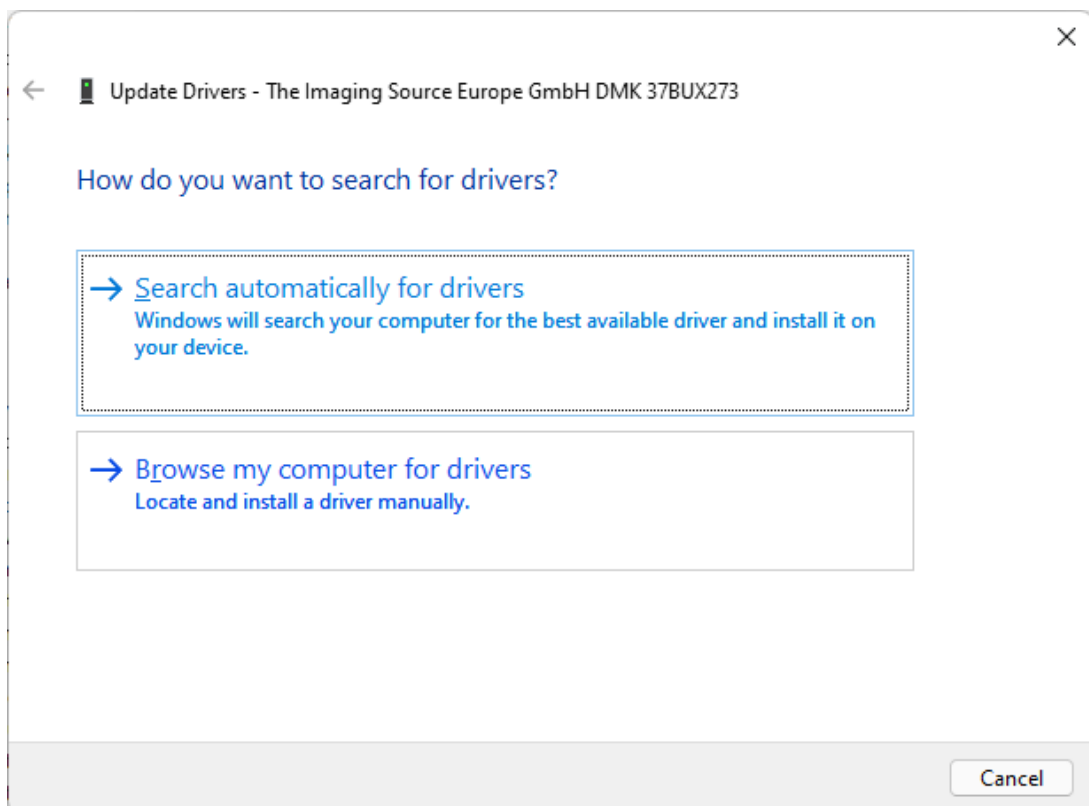 Update Drivers - The Imaging Source Europe GmbH DMK 37BUX273
How do you want to search for drivers?
Search automatically for drivers
Windows will search your computer for the best available driver and install it on
your device.
Browse my computer for drivers
Locate and install a driver manually.
Cancel